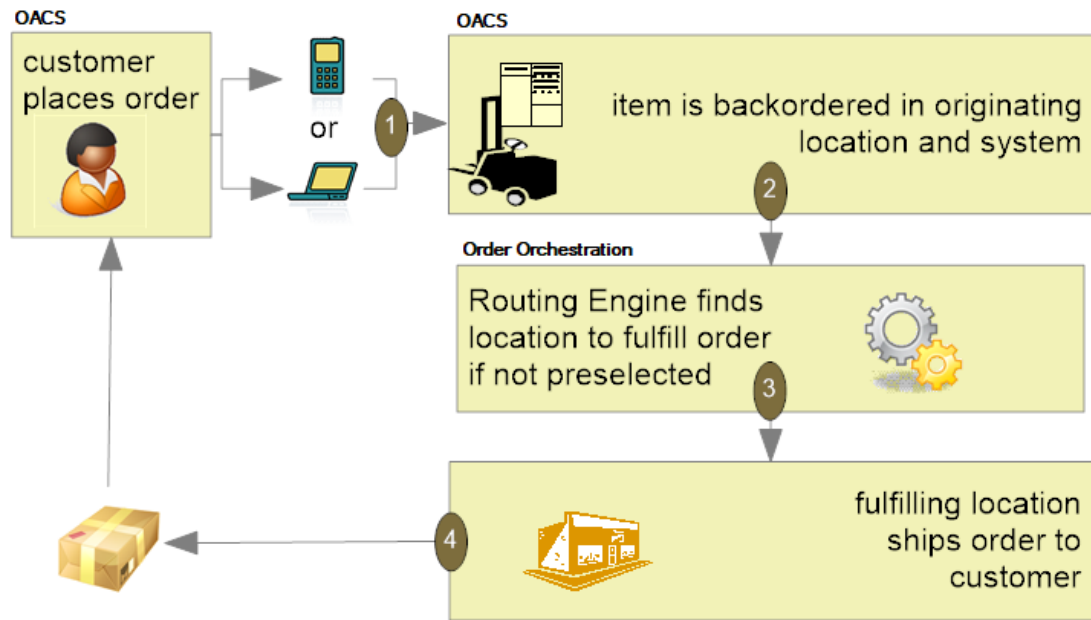 OACS
customer
places order
or
1
OACS
item is backordered in originating
location and system
2
Order Orchestration
Routing Engine finds
location to fulfill order
if not preselected
3
fulfilling location
ships order to
customer
4